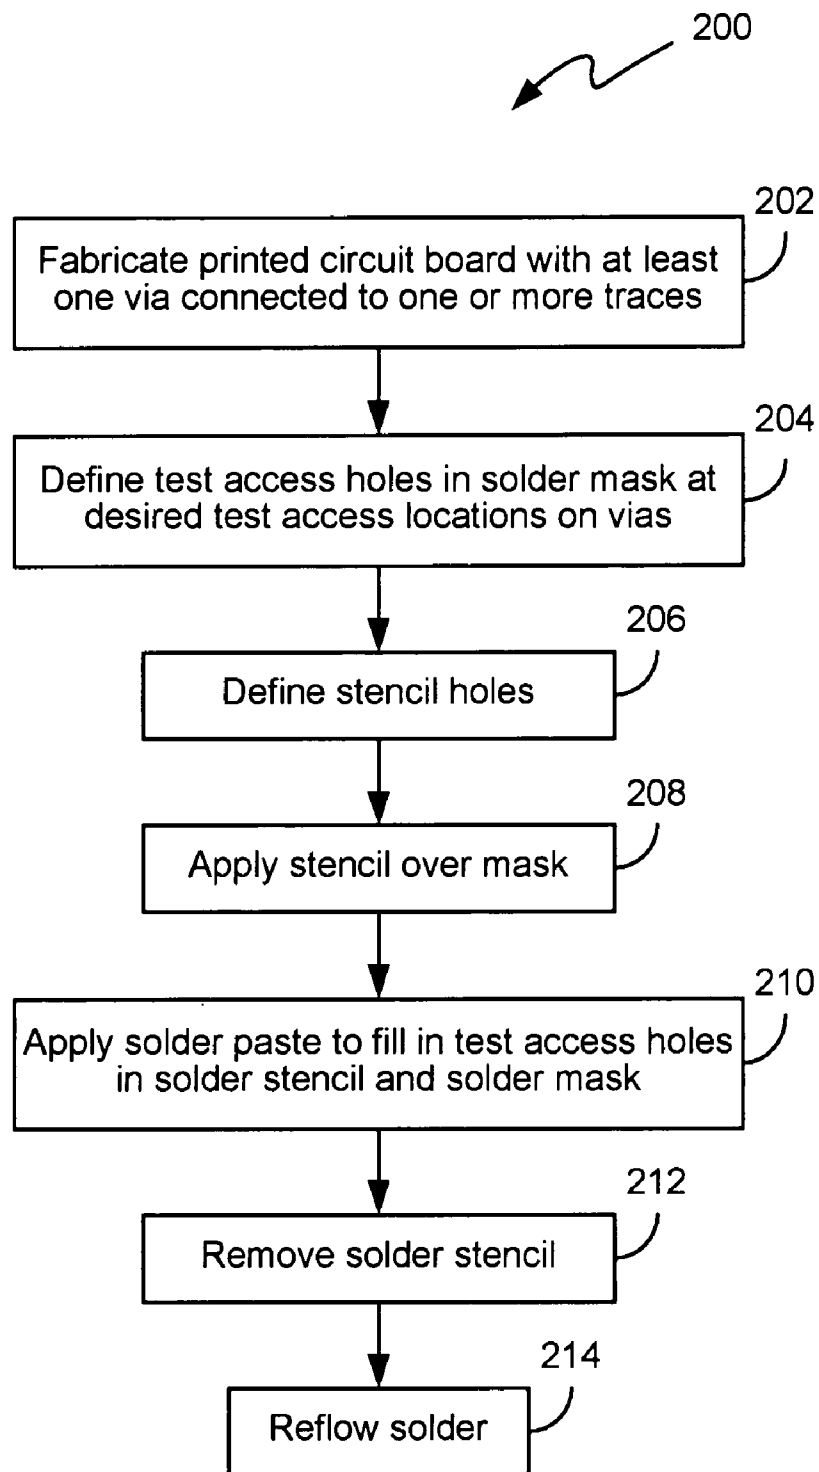 200
202
Fabricate printed circuit board with at least
one via connected to one or more traces
204
Define test access holes in solder mask at
desired test access locations on vias
206
Define stencil holes
208
Apply stencil over mask
210
Apply solder paste to fill in test access holes
in solder stencil and solder mask
212
Remove solder stencil
214
Reflow solder